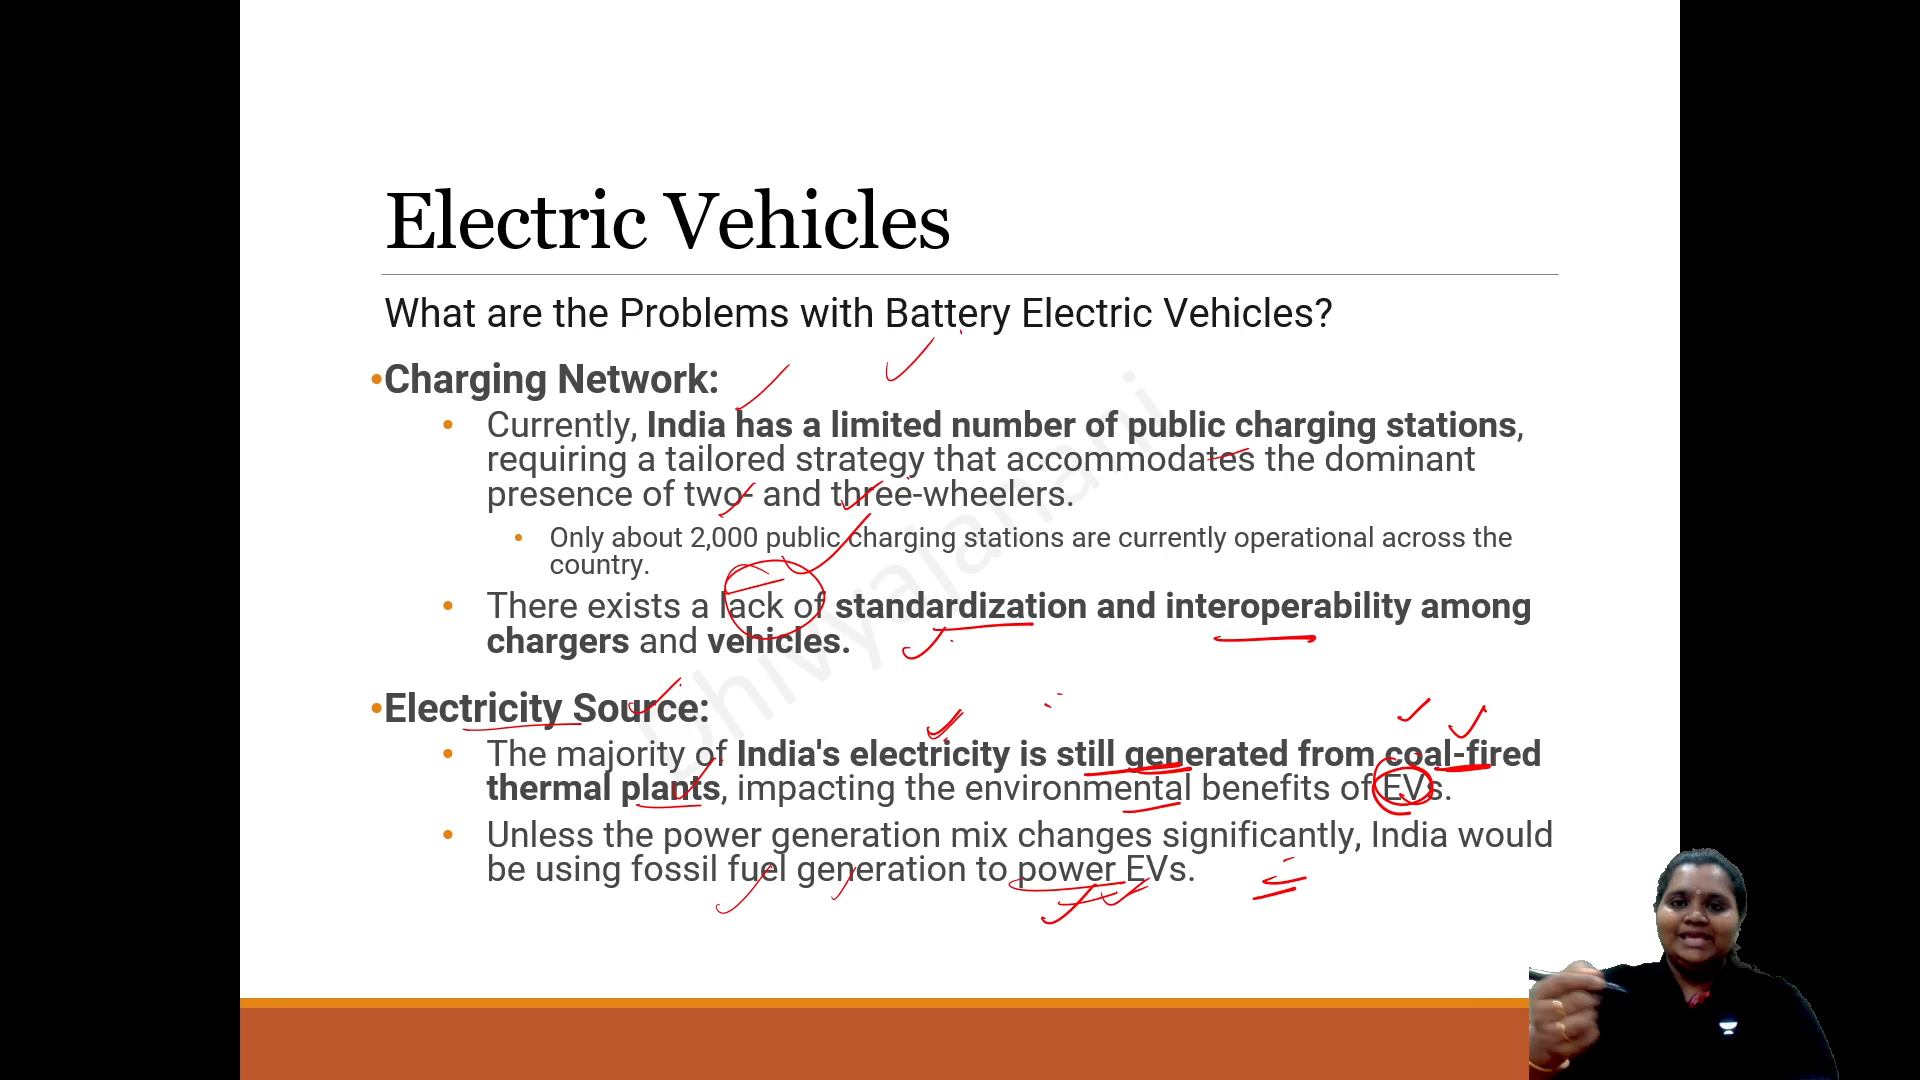 Electric Vehicles
What are the Problems with Battery Electric Vehicles?
•Charging Network:
• Currently, India has a limited number of public charging stations,
requiring a tailored strategy that accommodates the dominant
presence of two- and three-wheelers.
• Only about 2,000 public charging stations are currently operational across the
country.
• There exists a lack of standardization and interoperability among
chargers and vehicles.
•Electricity Source:
• The majority of India's electricity is still generated from coal-fired
thermal plants, impacting the environmental benefits of EVs.
• Unless the power generation mix changes significantly, India would
be using fossil fuel generation to power EVs.
Dhivyajanani